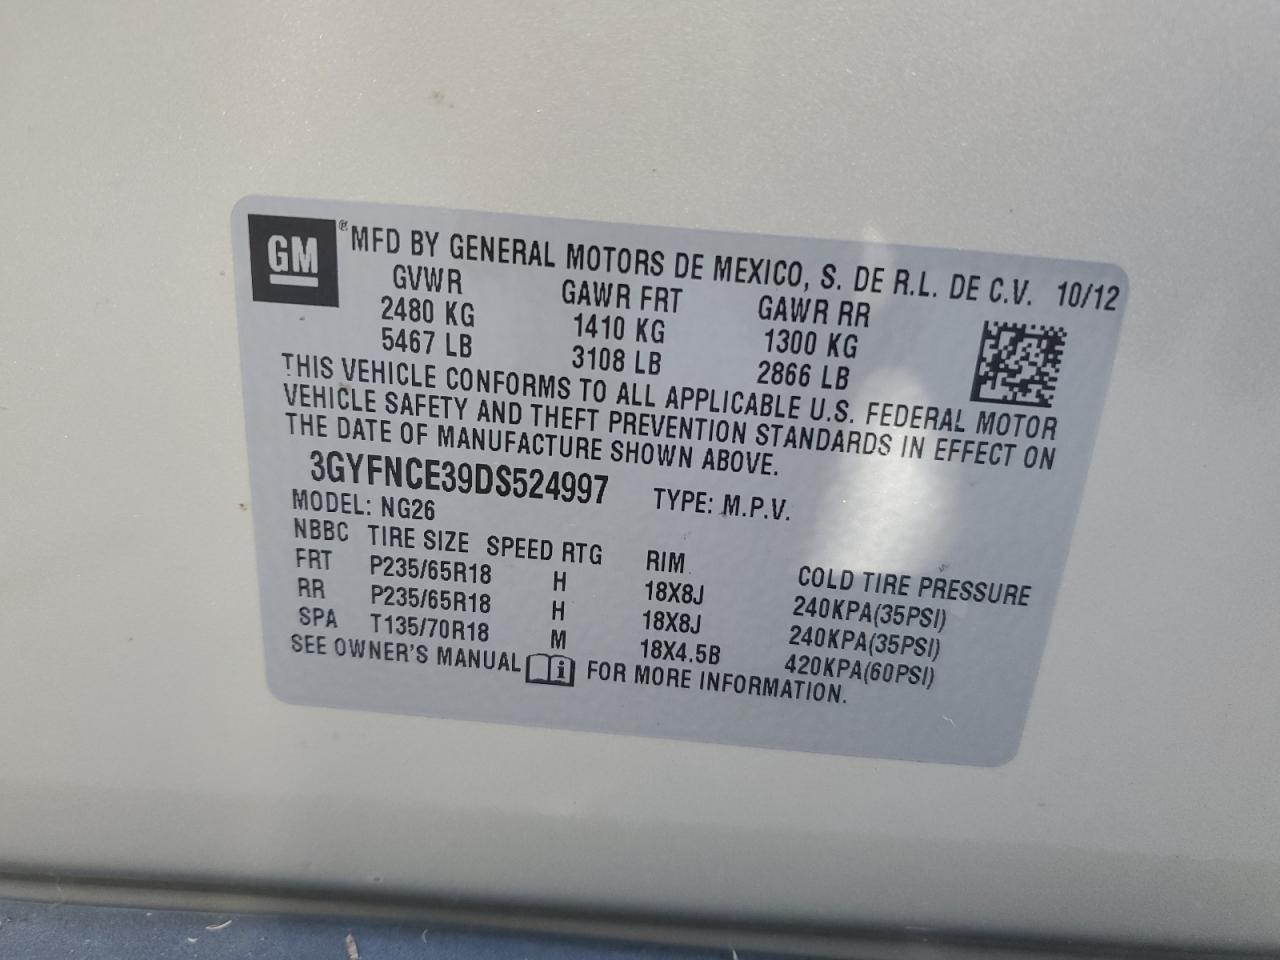 GM ® MFD BY GENERAL MOTORS DE MEXICO, S. DE R.L. DE C.V. 10/12
GVWR GAWR FRT GAWR RR
2480 KG 1410 KG 1300 KG
5467 LB 3108 LB 2866 LB
THIS VEHICLE CONFORMS TO ALL APPLICABLE U.S. FEDERAL MOTOR
VEHICLE SAFETY AND THEFT PREVENTION STANDARDS IN EFFECT ON
THE DATE OF MANUFACTURE SHOWN ABOVE.
3GYFNCE39DS524997 TYPE: M.P.V.
MODEL: NG26
NBBC TIRE SIZE SPEED RTG RIM COLD TIRE PRESSURE
FRT P235/65R18 H 18X8J 240KPA(35PSI)
RR P235/65R18 H 18X8J 240KPA(35PSI)
SPA T135/70R18 M 18X4.5B 420KPA(60PSI)
SEE OWNER'S MANUAL i FOR MORE INFORMATION.